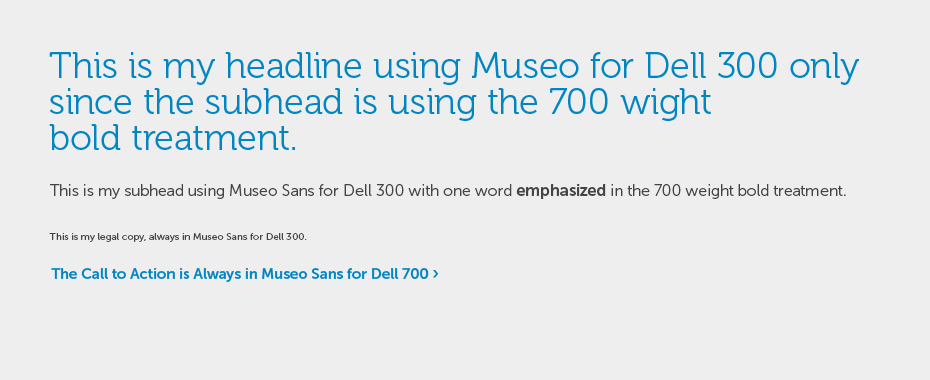 This is my headline using Museo for Dell 300 only
since the subhead is using the 700 wight
bold treatment.
This is my subhead using Museo Sans for Dell 300 with one word emphasized in the 700 weight bold treatment.
This is my legal copy, always in Museo Sans for Dell 300.
The Call to Action is Always in Museo Sans for Dell 700 ›